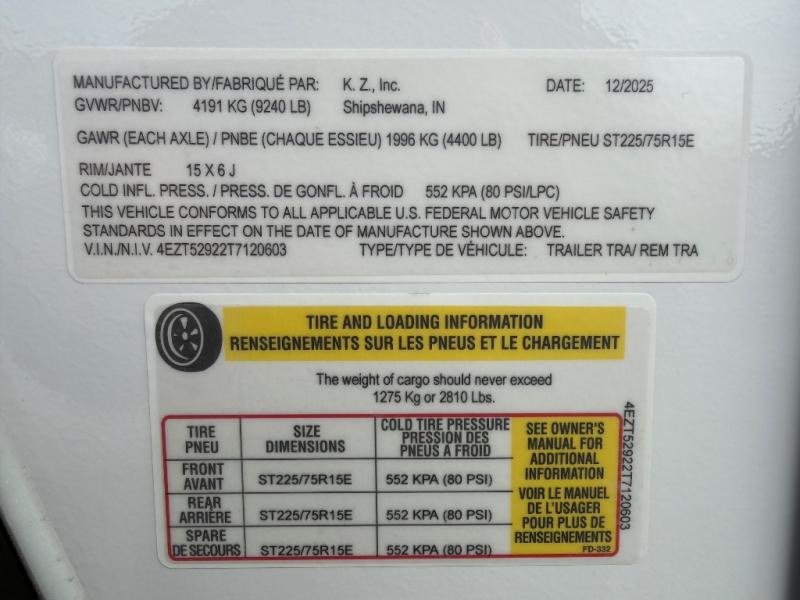 MANUFACTURED BY/FABRIQUÉ PAR: K. Z., Inc. DATE: 12/2025
GVWR/PNBV: 4191 KG (9240 LB) Shipshewana, IN
GAWR (EACH AXLE) / PNBE (CHAQUE ESSIEU) 1996 KG (4400 LB) TIRE/PNEU ST225/75R15E
RIM/JANTE 15 X 6 J
COLD INFL. PRESS. / PRESS. DE GONFL. À FROID 552 KPA (80 PSI/LPC)
THIS VEHICLE CONFORMS TO ALL APPLICABLE U.S. FEDERAL MOTOR VEHICLE SAFETY
STANDARDS IN EFFECT ON THE DATE OF MANUFACTURE SHOWN ABOVE.
V.I.N./N.I.V. 4EZT52922T7120603 TYPE/TYPE DE VÉHICULE: TRAILER TRA/ REM TRA
TIRE AND LOADING INFORMATION
RENSEIGNEMENTS SUR LES PNEUS ET LE CHARGEMENT
The weight of cargo should never exceed
1275 Kg or 2810 Lbs.
TIRE
PNEU
SIZE
DIMENSIONS
COLD TIRE PRESSURE
PRESSION DES
PNEUS A FROID
FRONT
AVANT
ST225/75R15E
552 KPA (80 PSI)
REAR
ARRIÈRE
ST225/75R15E
552 KPA (80 PSI)
SPARE
DE SECOURS
ST225/75R15E
552 KPA (80 PSI)
SEE OWNER'S
MANUAL FOR
ADDITIONAL
INFORMATION
VOIR LE MANUEL
DE L'USAGER
POUR PLUS DE
RENSEIGNEMENTS
FD-332
4EZT52922T7120603